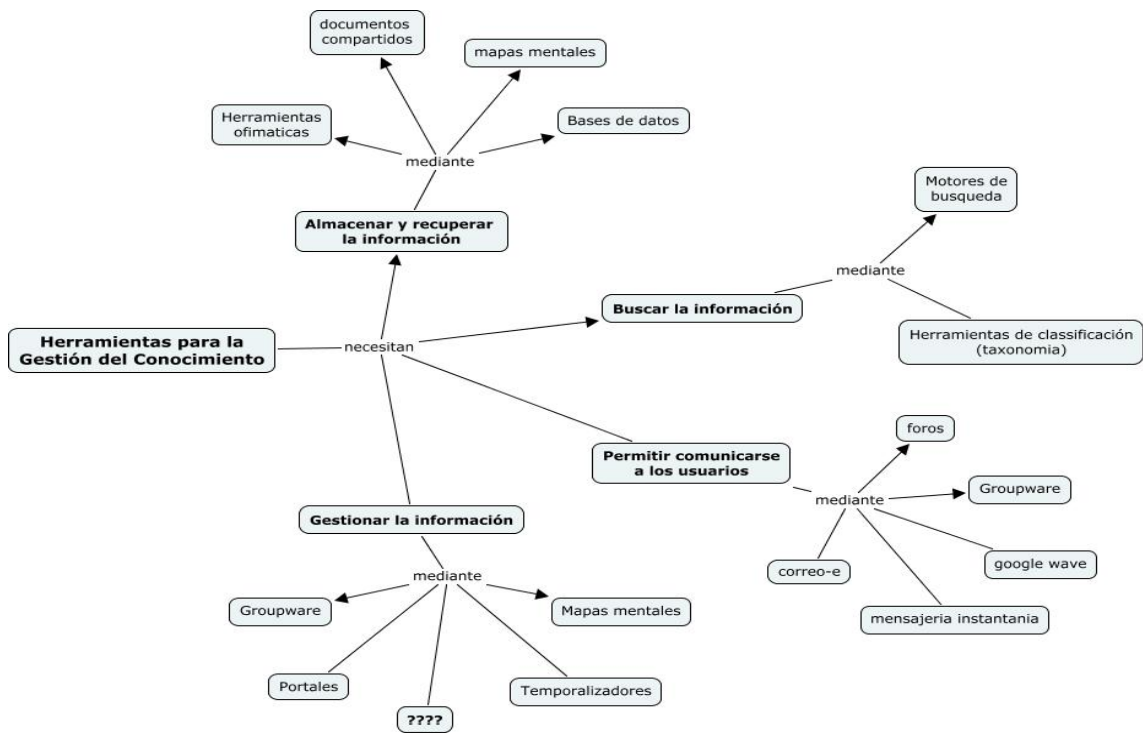 documentos
compartidos
mapas mentales
Herramientas
ofimaticas
Bases de datos
mediante
Almacenar y recuperar
la información
Motores de
busqueda
mediante
Buscar la información
Herramientas de classificación
(taxonomia)
Herramientas para la
Gestión del Conocimiento
necesitan
Permitir comunicarse
a los usuarios
foros
Groupware
mediante
google wave
correo-e
mensajeria instantania
Gestionar la información
mediante
Groupware
Mapas mentales
Portales
Temporalizadores
????